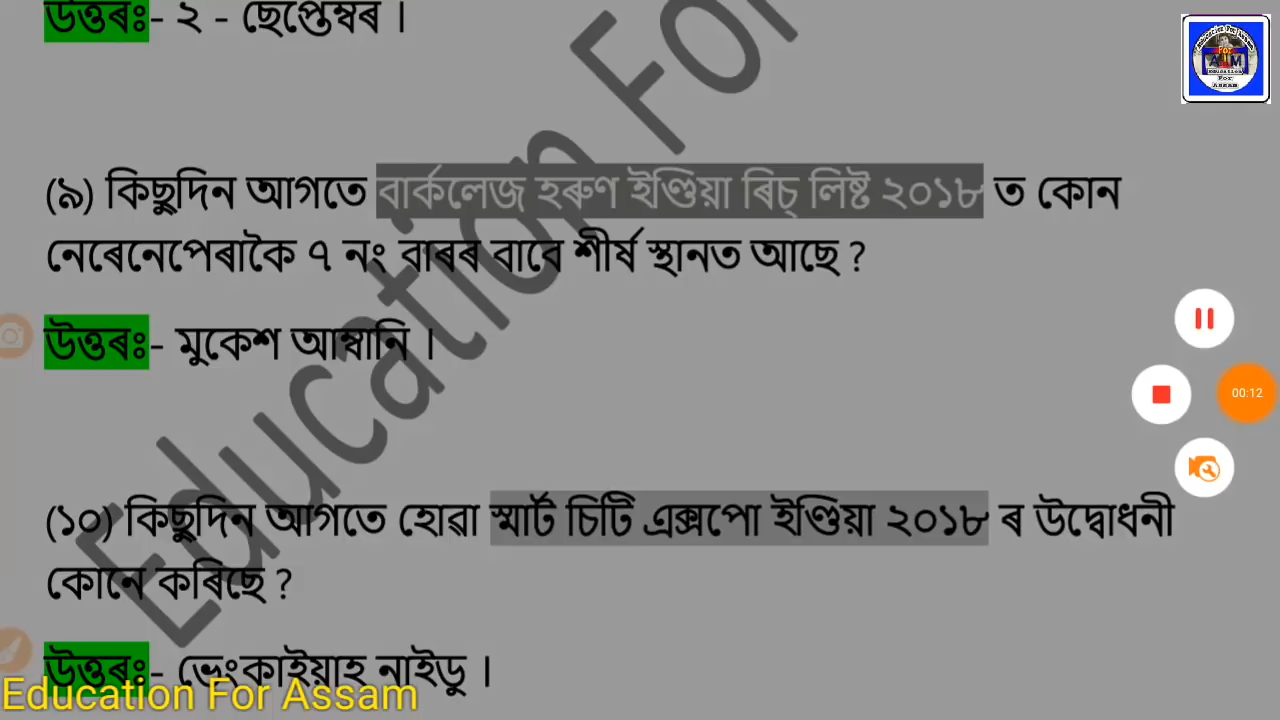 উত্তৰঃ- ২ - ছেপ্তেম্বৰ ।
(৯) কিছুদিন আগতে বাৰ্কলেজ হৰুণ ইণ্ডিয়া ৰিচ্ লিষ্ট ২০১৮ ত কোন
নেৰেনেপেৰাকৈ ৭ নং বাৰৰ বাবে শীৰ্ষ স্থানত আছে ?
উত্তৰঃ- মুকেশ আম্বানি ।
(১০) কিছুদিন আগতে হোৱা স্মাৰ্ট চিটি এক্সপো ইণ্ডিয়া ২০১৮ ৰ উদ্বোধনী
কোনে কৰিছে ?
উত্তৰঃ- ভেংকাইয়াহ নাইডু ।
Education For
Education For Assam
00:12